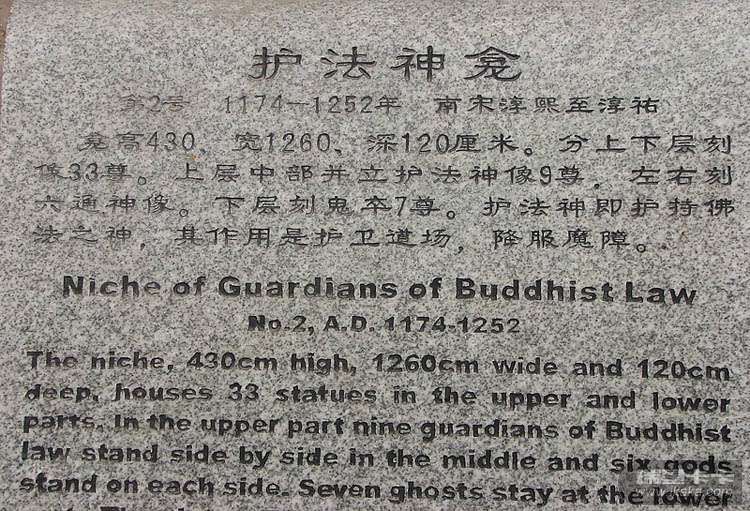 护法神龛
第2号 1174—1252年 南宋淳熙至淳祐
龛高430、宽1260、深120厘米。分上下层刻
像33尊。上层中部并立护法神像9尊，左右刻
六通神像。下层刻鬼卒7尊。护法神即护持佛
法之神，其作用是护卫道场，降服魔障。
Niche of Guardians of Buddhist Law
No.2, A.D. 1174-1252
The niche, 430cm high, 1260cm wide and 120cm
deep, houses 33 statues in the upper and lower
parts. In the upper part nine guardians of Buddhist
law stand side by side in the middle and six gods
stand on each side. Seven ghosts stay at the lower